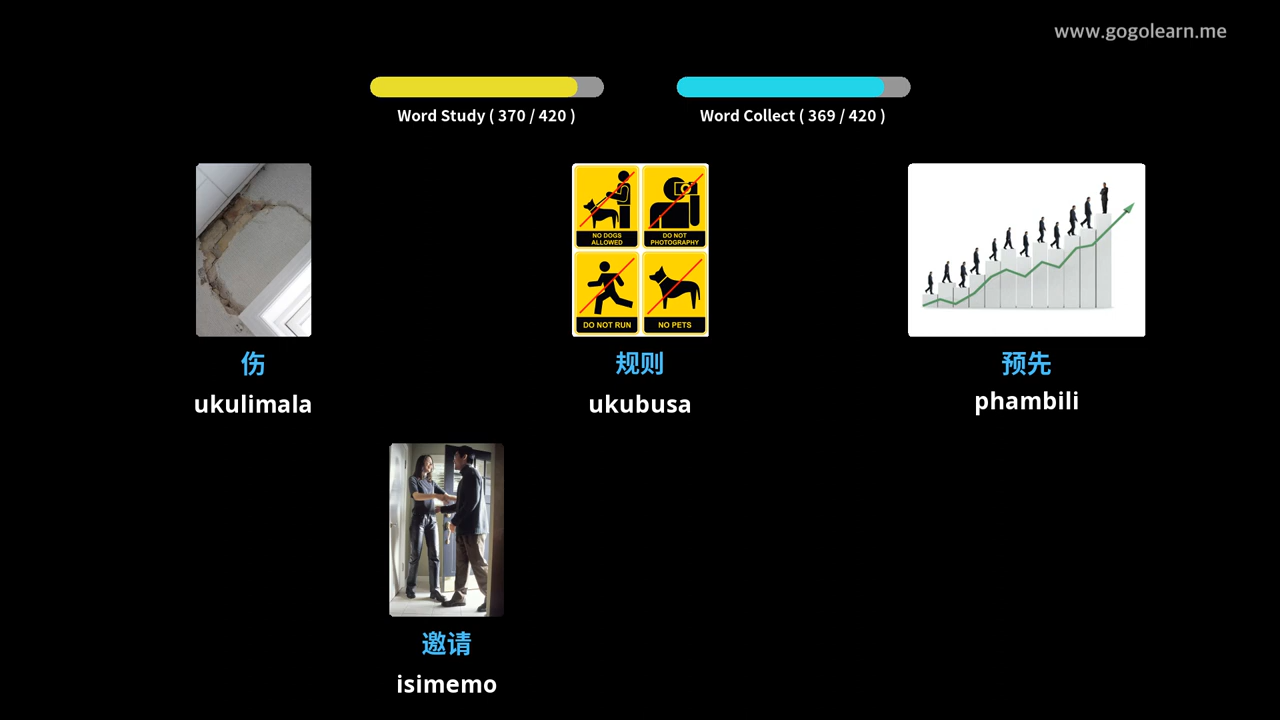 www.gogolearn.me
Word Study ( 370 / 420 )
Word Collect ( 369 / 420 )
NO DOGS
ALLOWED
DO NOT
PHOTOGRAPHY
DO NOT RUN
NO PETS
伤
ukulimala
规则
ukubusa
预先
phambili
邀请
isimemo